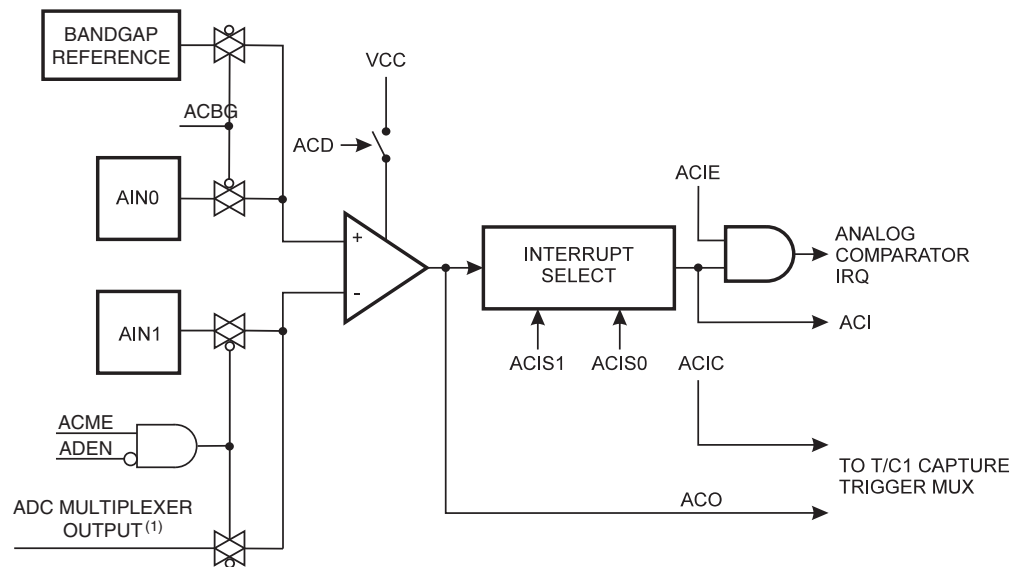 BANDGAP
REFERENCE
VCC
ACBG
ACD
AIN0
ACIE
+
INTERRUPT
SELECT
ANALOG
COMPARATOR
IRQ
-
AIN1
ACI
ACIS1
ACIS0
ACIC
ACME
ADEN
TO T/C1 CAPTURE
TRIGGER MUX
ADC MULTIPLEXER
OUTPUT (1)
ACO